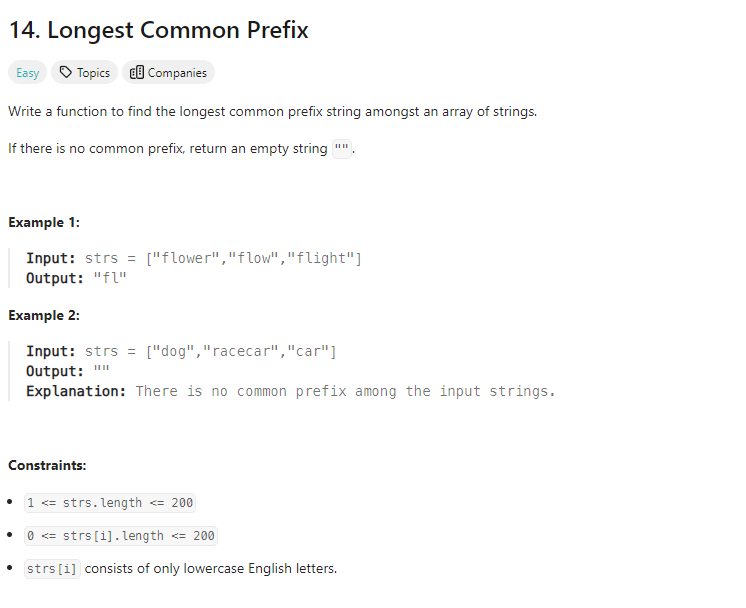 14. Longest Common Prefix
Easy Topics Companies
Write a function to find the longest common prefix string amongst an array of strings.
If there is no common prefix, return an empty string "".
Example 1:
Input: strs = ["flower","flow","flight"]
Output: "fl"
Example 2:
Input: strs = ["dog","racecar","car"]
Output: ""
Explanation: There is no common prefix among the input strings.
Constraints:
• 1 <= strs.length <= 200
• 0 <= strs[i].length <= 200
• strs[i] consists of only lowercase English letters.